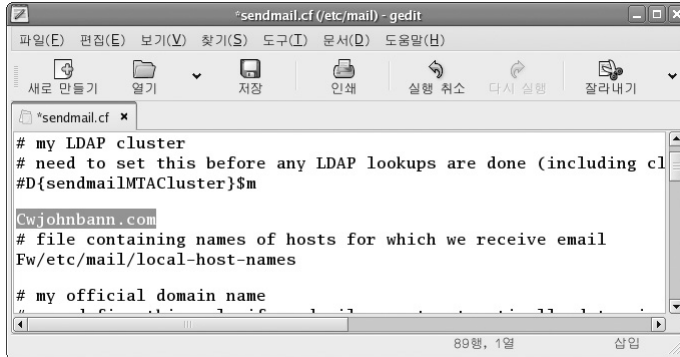 *sendmail.cf (/etc/mail) - gedit
파일(F) 편집(E) 보기(V) 찾기(S) 도구(T) 문서(D) 도움말(H)
새로 만들기 열기 저장 인쇄 실행 취소 다시 실행 잘라내기
*sendmail.cf ×
# my LDAP cluster
# need to set this before any LDAP lookups are done (including cl
#D{sendmailMTACluster}$m
Cwjohnbann.com
# file containing names of hosts for which we receive email
Fw/etc/mail/local-host-names
# my official domain name
89행, 1열 삽입